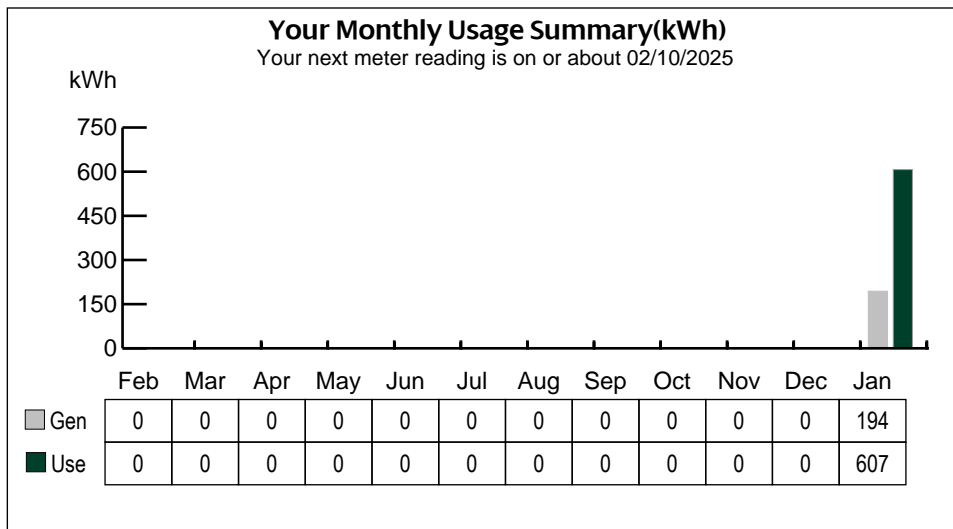 Your Monthly Usage Summary(kWh)
Your next meter reading is on or about 02/10/2025
kWh
750
600
450
300
150
0
Feb Mar Apr May Jun Jul Aug Sep Oct Nov Dec Jan
Gen 0 0 0 0 0 0 0 0 0 0 0 194
Use 0 0 0 0 0 0 0 0 0 0 0 607